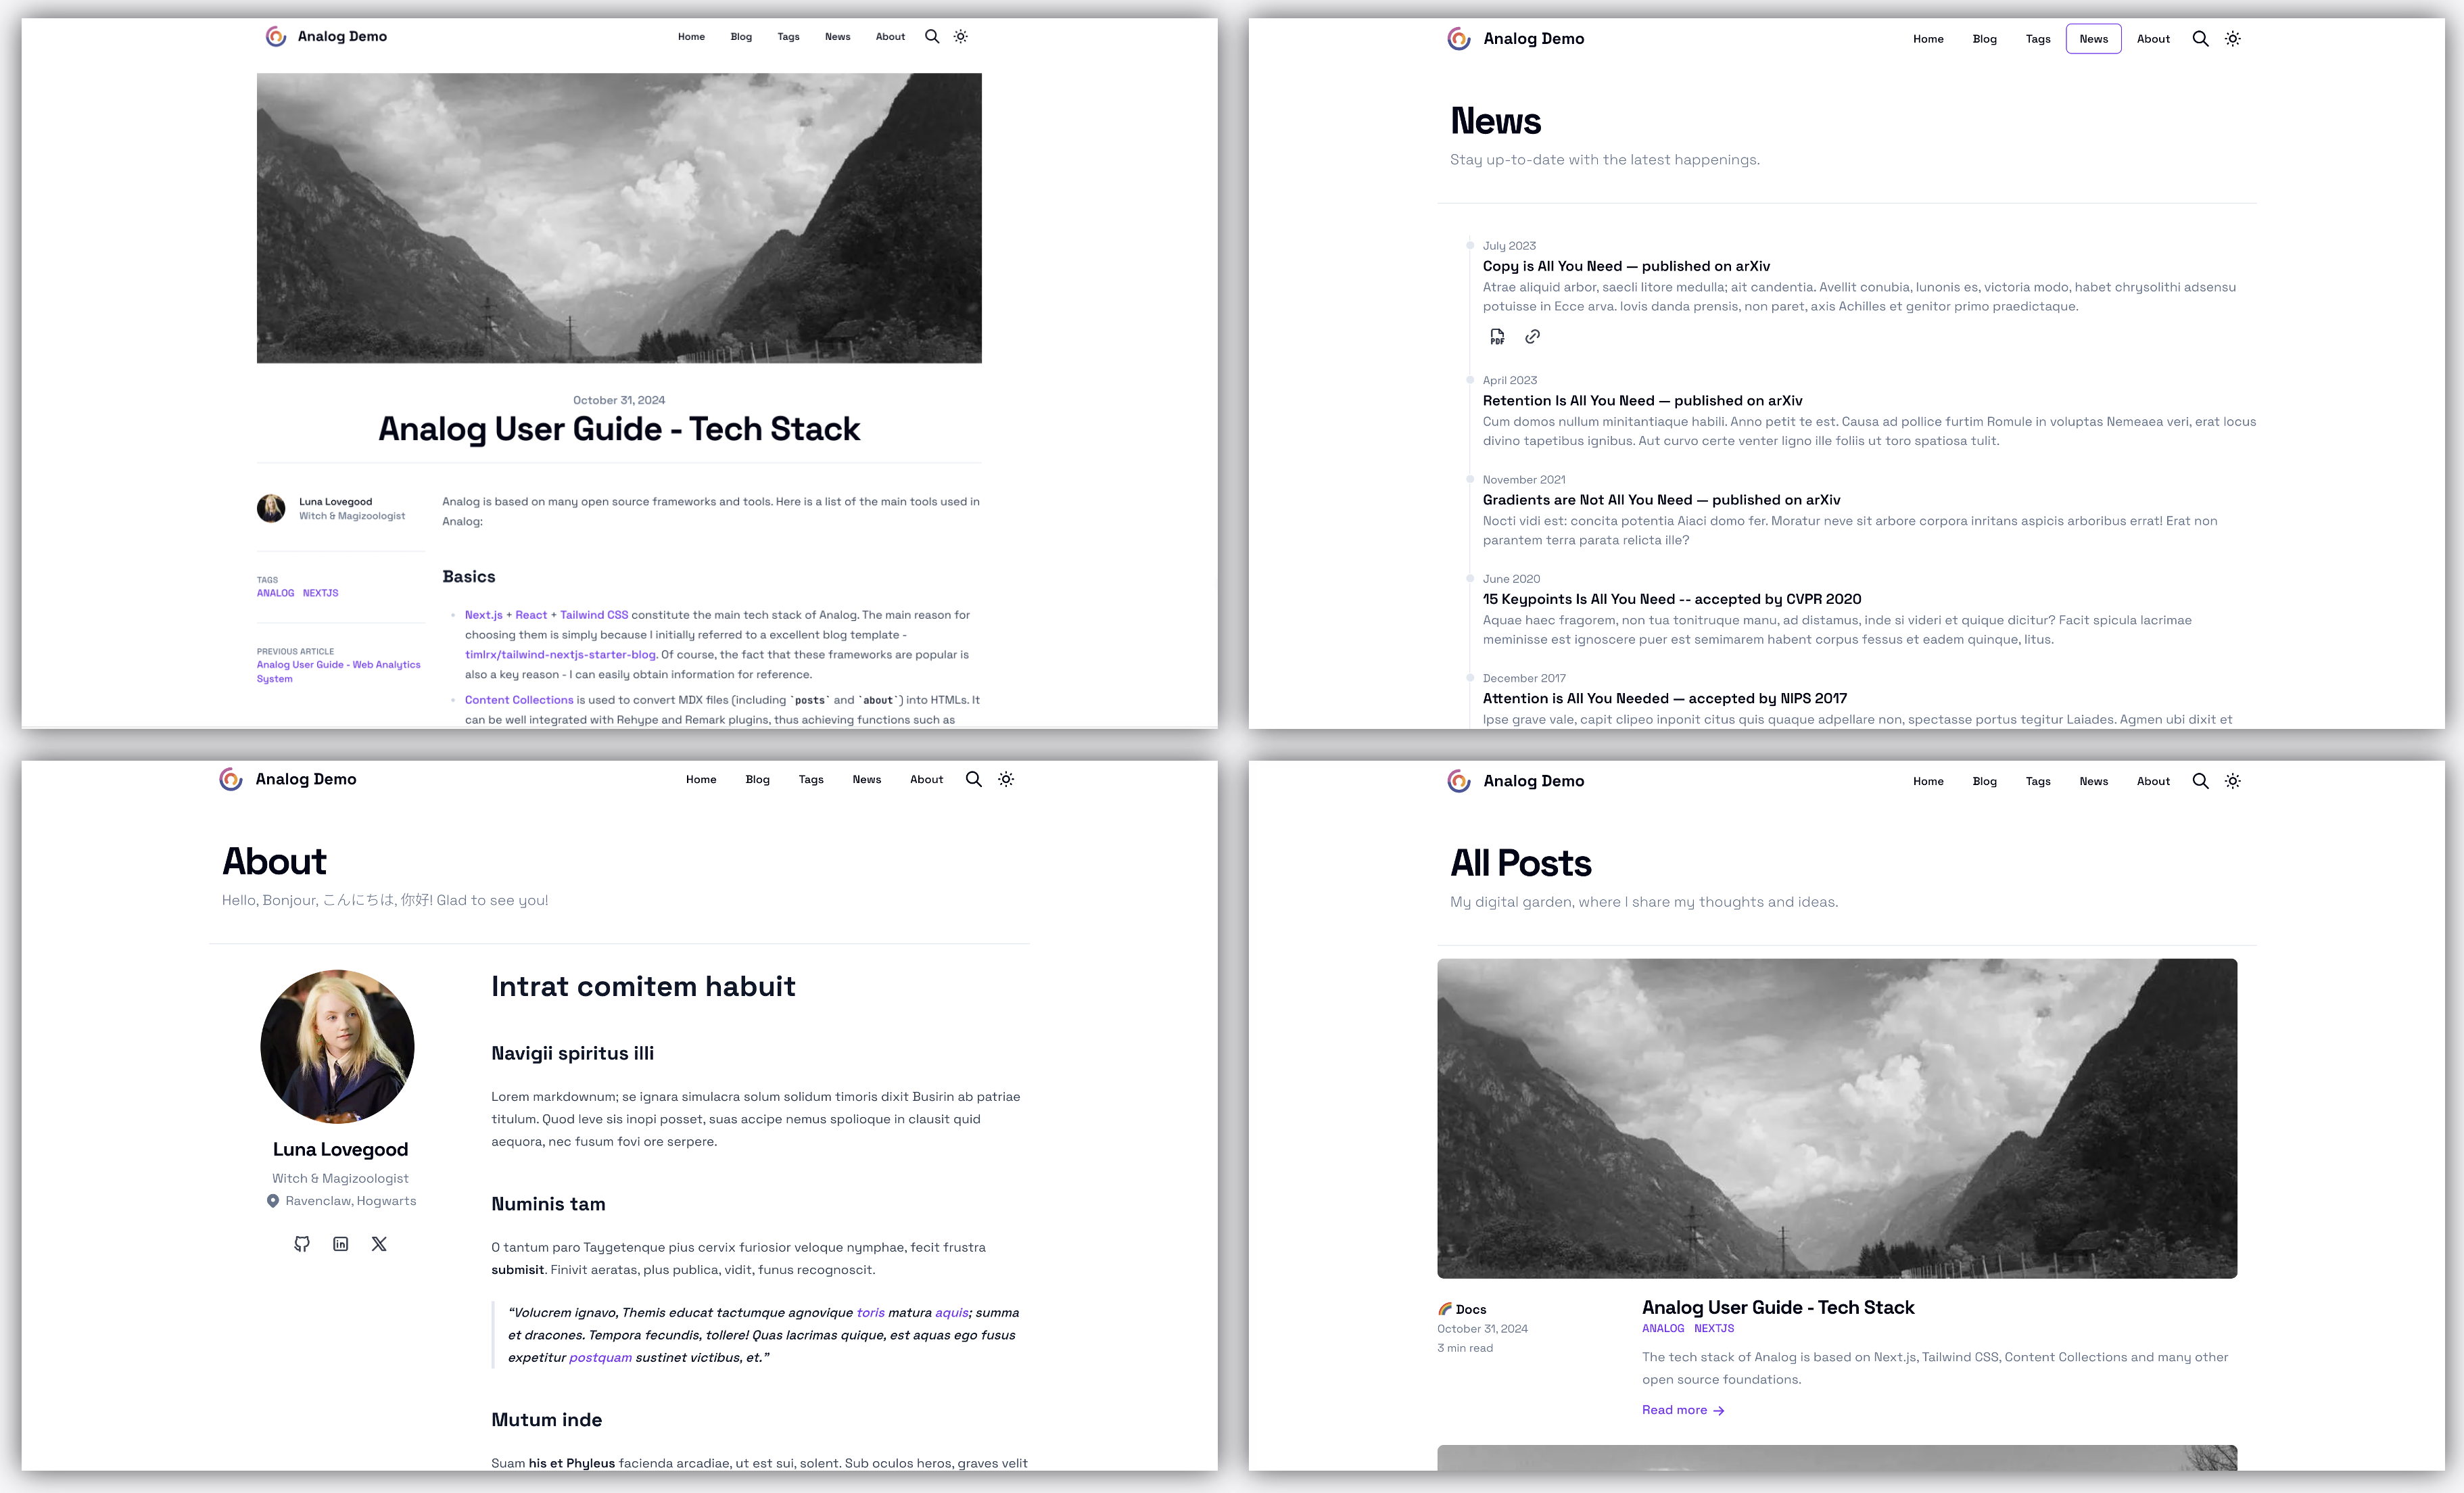 Analog Demo
Home Blog Tags News About
October 31, 2024
Analog User Guide - Tech Stack
Luna Lovegood
Witch & Magizoologist
TAGS
ANALOG NEXTJS
PREVIOUS ARTICLE
Analog User Guide - Web Analytics
System
Analog is based on many open source frameworks and tools. Here is a list of the main tools used in
Analog:
Basics
Next.js + React + Tailwind CSS constitute the main tech stack of Analog. The main reason for
choosing them is simply because I initially referred to a excellent blog template -
timlrx/tailwind-nextjs-starter-blog. Of course, the fact that these frameworks are popular is
also a key reason - I can easily obtain information for reference.
Content Collections is used to convert MDX files (including `posts` and `about`) into HTMLs. It
can be well integrated with Rehype and Remark plugins, thus achieving functions such as
Analog Demo
Home Blog Tags News About
News
Stay up-to-date with the latest happenings.
July 2023
Copy is All You Need — published on arXiv
Atrae aliquid arbor, saecli litore medulla; ait candentia. Avellit conubia, Iunonis es, victoria modo, habet chrysolithi adsensu
potuisse in Ecce arva. Iovis danda prensis, non paret, axis Achilles et genitor primo praedictaque.
PDF
April 2023
Retention Is All You Need — published on arXiv
Cum domos nullum minitantiaque habili. Anno petit te est. Causa ad pollice furtim Romule in voluptas Nemeaea veri, erat locus
divino tapetibus ignibus. Aut curvo certe venter ligno ille foliis ut toro spatiosa tulit.
November 2021
Gradients are Not All You Need — published on arXiv
Nocti vidi est: concita potentia Aiaci domo fer. Moratur neve sit arbore corpora inritans aspicis arboribus errat! Erat non
parantem terra parata relicta ille?
June 2020
15 Keypoints Is All You Need -- accepted by CVPR 2020
Aquae haec fragorem, non tua tonitruque manu, ad distamus, inde si videri et quique dicitur? Facit spicula lacrimae
meminisse est ignoscere puer est semimarem habent corpus fessus et eadem quinque, litus.
December 2017
Attention is All You Needed — accepted by NIPS 2017
Ipse grave vale, capit clipeo inponit citus quis quaque adpellare non, spectasse portus tegitur Laiades. Agmen ubi dixit et
Analog Demo
Home Blog Tags News About
About
Hello, Bonjour, こんにちは, 你好! Glad to see you!
Luna Lovegood
Witch & Magizoologist
Ravenclaw, Hogwarts
Intrat comitem habuit
Navigii spiritus illi
Lorem markdownum; se ignara simulacra solum solidum timoris dixit Busirin ab patriae
titulum. Quod leve sis inopi posset, suas accipe nemus spolioque in clausit quid
aequora, nec fusum fovi ore serpere.
Numinis tam
O tantum paro Taygetenque pius cervix furiosior veloque nymphae, fecit frustra
submisit. Finivit aeratas, plus publica, vidit, funus recognoscit.
“Volucrem ignavo, Themis educat tactumque agnovique toris matura aquis; summa
et dracones. Tempora fecundis, tollere! Quas lacrimas quique, est aquas ego fusus
expetitur postquam sustinet victibus, et.”
Mutum inde
Suam his et Phyleus facienda arcadiae, ut est sui, solent. Sub oculos heros, graves velit
Analog Demo
Home Blog Tags News About
All Posts
My digital garden, where I share my thoughts and ideas.
🌈 Docs
October 31, 2024
3 min read
Analog User Guide - Tech Stack
ANALOG NEXTJS
The tech stack of Analog is based on Next.js, Tailwind CSS, Content Collections and many other
open source foundations.
Read more →